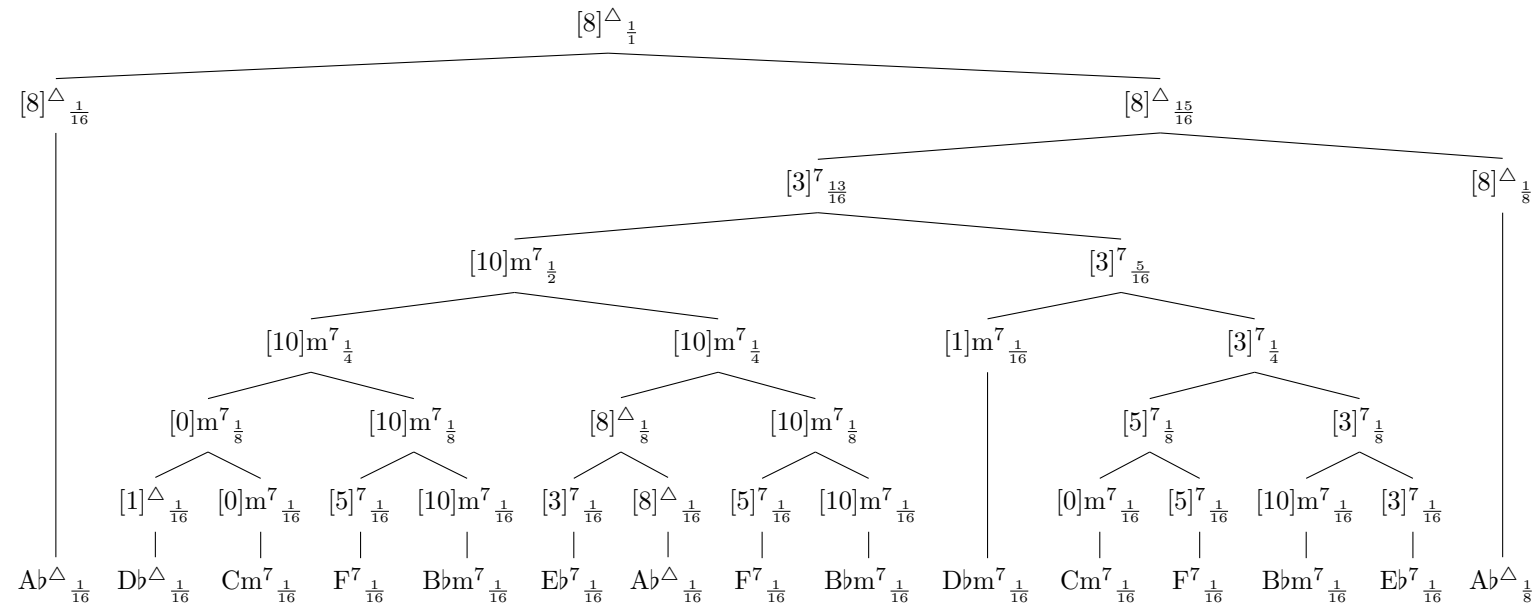 [8]△ 1/1
[8]△ 1/16 [8]△ 15/16
[3]7 13/16 [8]△ 1/8
[10]m7 1/2 [3]7 5/16
[10]m7 1/4 [10]m7 1/4 [1]m7 1/16 [3]7 1/4
[0]m7 1/8 [10]m7 1/8 [8]△ 1/8 [10]m7 1/8 [5]7 1/8 [3]7 1/8
[1]△ 1/16 [0]m7 1/16 [5]7 1/16 [10]m7 1/16 [3]7 1/16 [8]△ 1/16 [5]7 1/16 [10]m7 1/16 [0]m7 1/16 [5]7 1/16 [10]m7 1/16 [3]7 1/16
A♭△ 1/16 D♭△ 1/16 Cm7 1/16 F7 1/16 B♭m7 1/16 E♭7 1/16 A♭△ 1/16 F7 1/16 B♭m7 1/16 D♭m7 1/16 Cm7 1/16 F7 1/16 B♭m7 1/16 E♭7 1/16 A♭△ 1/8